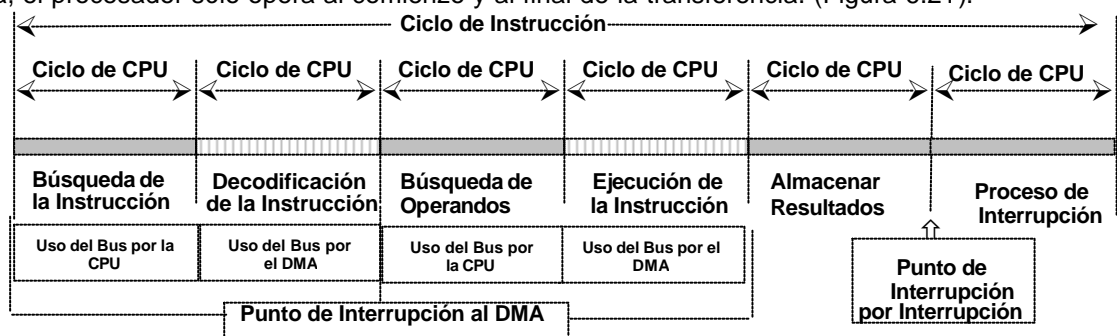 el procesador solo opera al comienzo y al final de la transferencia. (Figura
Ciclo de Instrucción
Ciclo de CPU Ciclo de CPU Ciclo de CPU Ciclo de CPU Ciclo de CPU Ciclo de CPU
Búsqueda de
la Instrucción
Decodificación
de la Instrucción
Búsqueda de
Operandos
Ejecución de
la Instrucción
Almacenar
Resultados
Proceso de
Interrupción
Uso del Bus por la
CPU
Uso del Bus por
el DMA
Uso del Bus por
la CPU
Uso del Bus por el
DMA
Punto de
Interrupción
por Interrupción
Punto de Interrupción al DMA